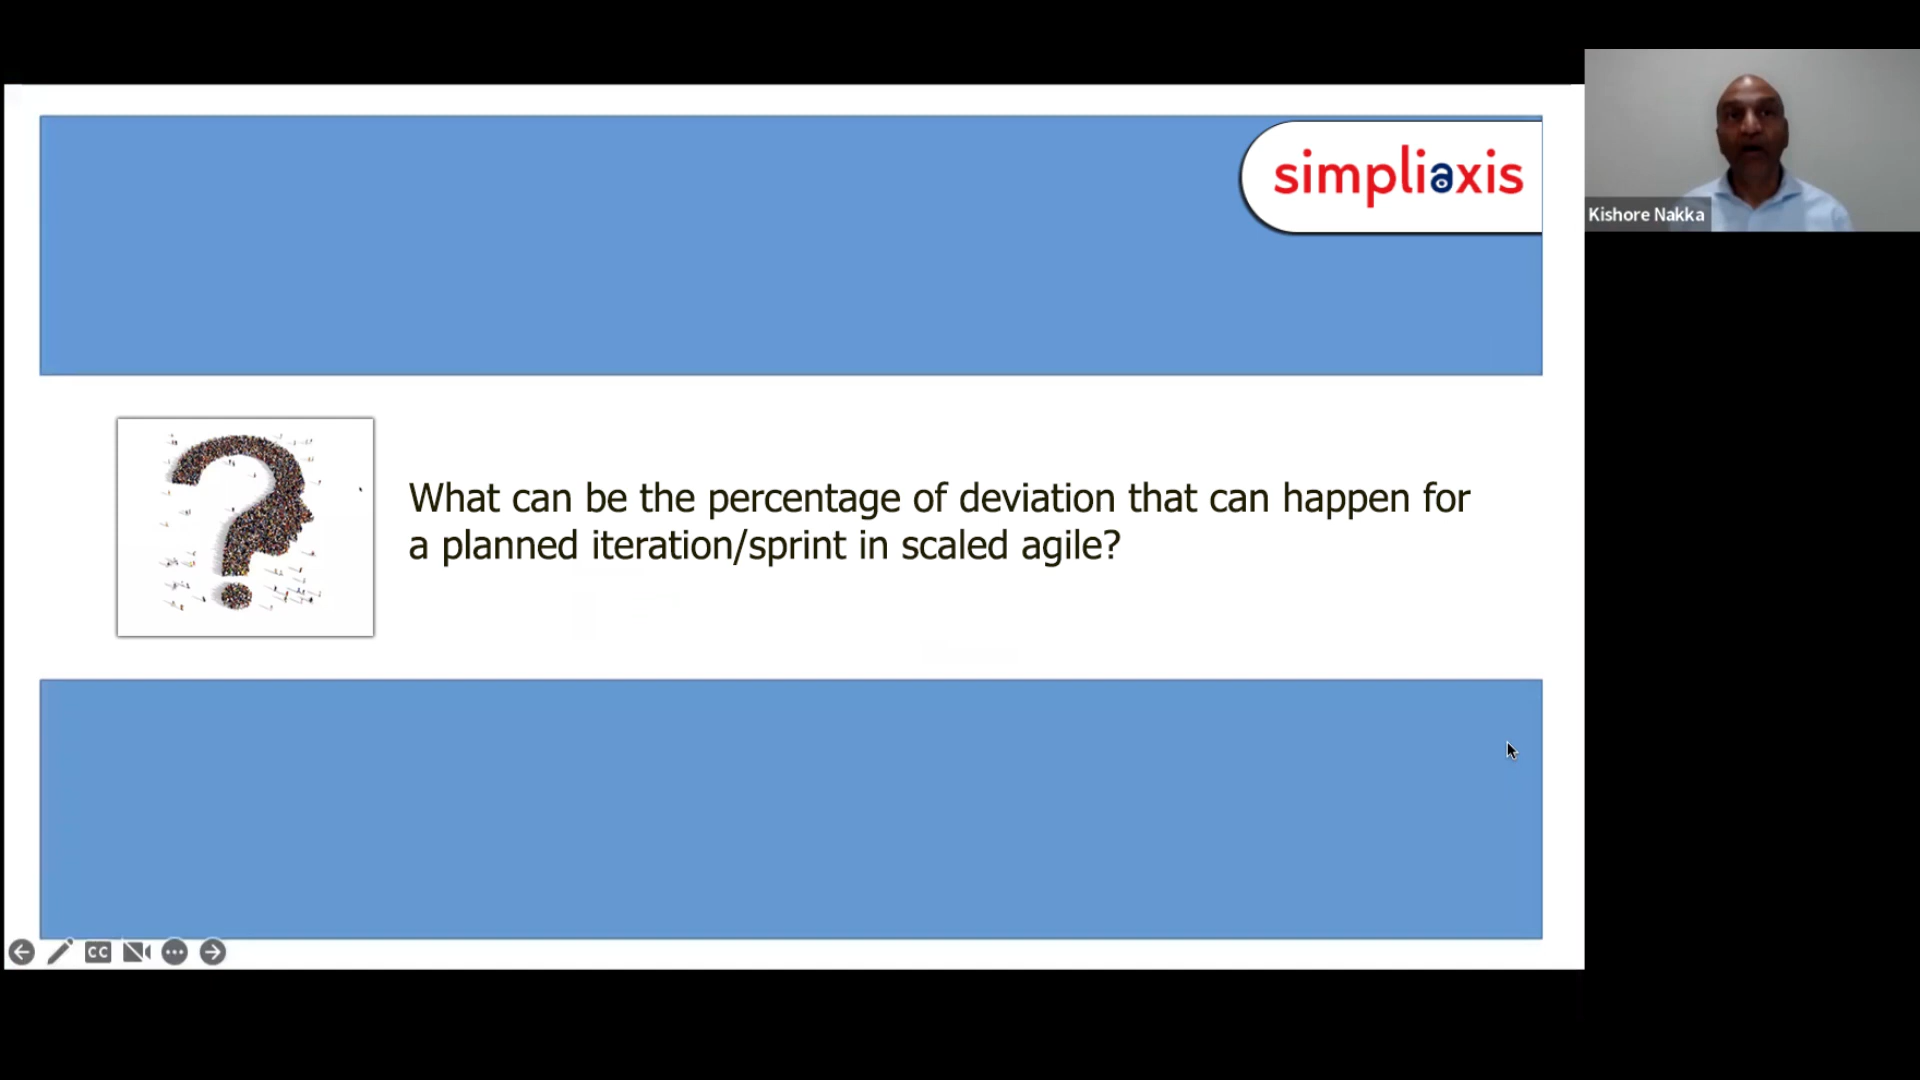 simpliaxis
Kishore Nakka
What can be the percentage of deviation that can happen for
a planned iteration/sprint in scaled agile?
CC